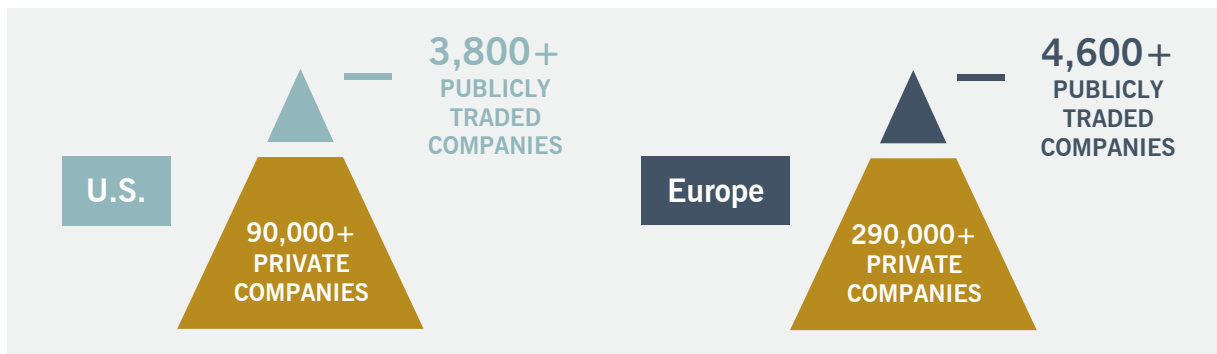 3,800+
PUBLICLY
TRADED
COMPANIES
U.S.
90,000+
PRIVATE
COMPANIES
4,600+
PUBLICLY
TRADED
COMPANIES
Europe
290,000+
PRIVATE
COMPANIES